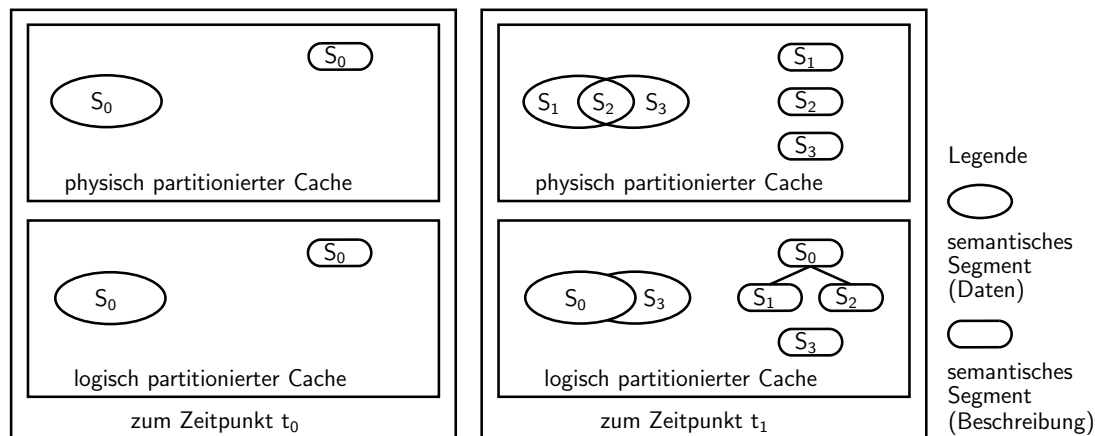 S₀
S₀
physisch partitionierter Cache
S₀
S₀
logisch partitionierter Cache
zum Zeitpunkt t₀
S₁
S₁ S₂ S₃ S₂
S₃
physisch partitionierter Cache
S₀
S₀ S₃ S₁ S₂
S₃
logisch partitionierter Cache
zum Zeitpunkt t₁
Legende
semantisches
Segment
(Daten)
semantisches
Segment
(Beschreibung)